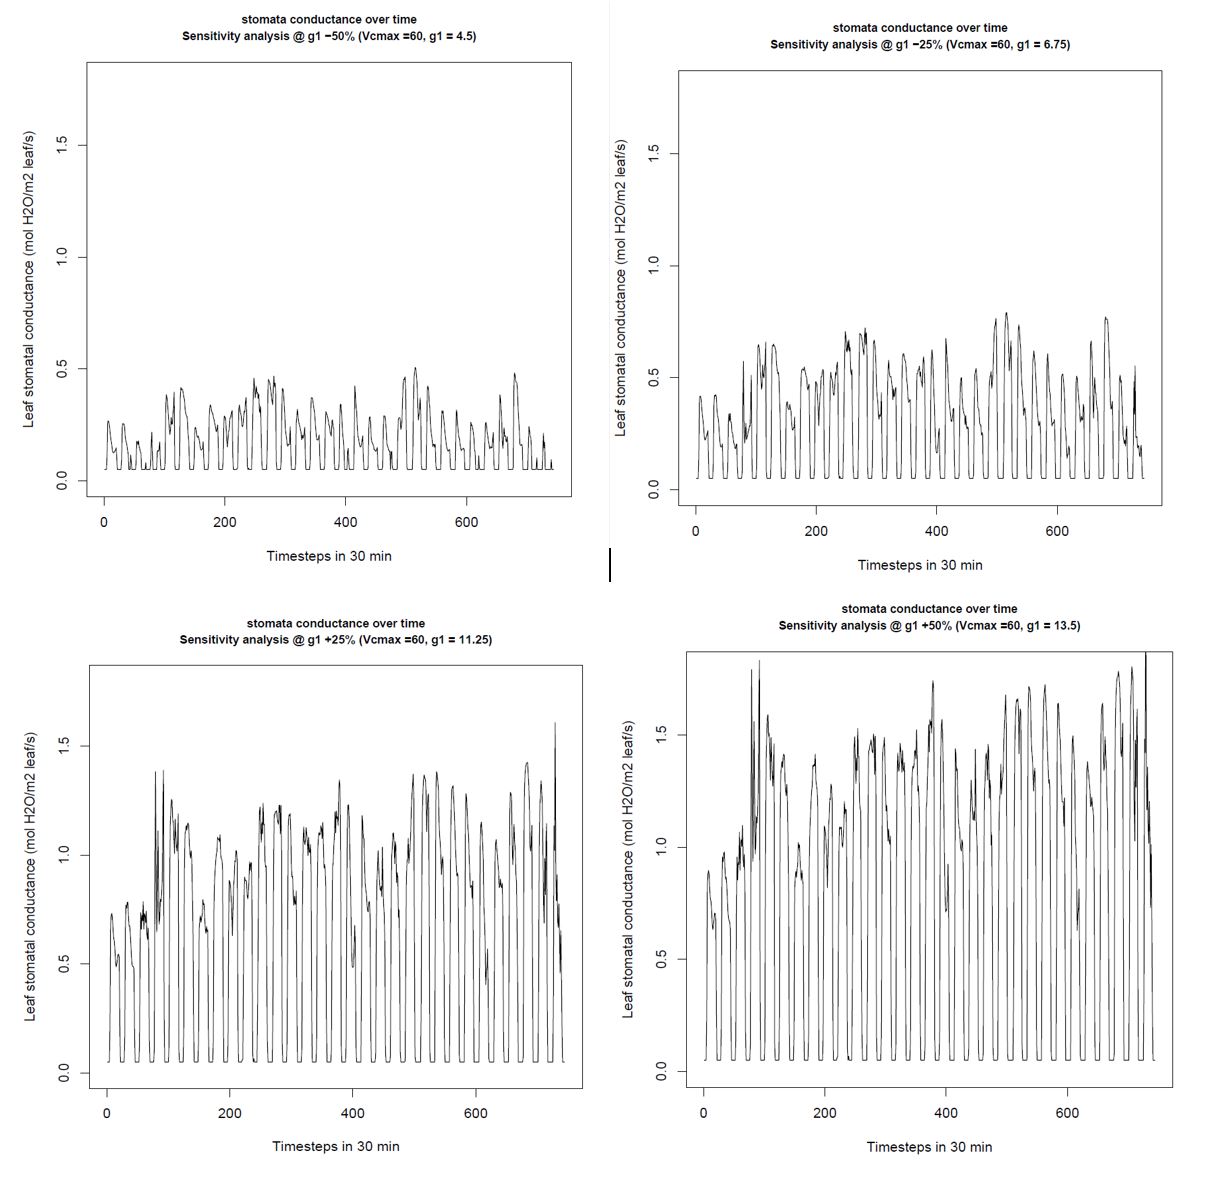 stomata conductance over time
Sensitivity analysis @ g1 −50% (Vcmax =60, g1 = 4.5)
Leaf stomatal conductance (mol H2O/m2 leaf/s)
1.5
1.0
0.5
0.0
0 200 400 600
Timesteps in 30 min
stomata conductance over time
Sensitivity analysis @ g1 −25% (Vcmax =60, g1 = 6.75)
Leaf stomatal conductance (mol H2O/m2 leaf/s)
1.5
1.0
0.5
0.0
0 200 400 600
Timesteps in 30 min
stomata conductance over time
Sensitivity analysis @ g1 +25% (Vcmax =60, g1 = 11.25)
Leaf stomatal conductance (mol H2O/m2 leaf/s)
1.5
1.0
0.5
0.0
0 200 400 600
Timesteps in 30 min
stomata conductance over time
Sensitivity analysis @ g1 +50% (Vcmax =60, g1 = 13.5)
Leaf stomatal conductance (mol H2O/m2 leaf/s)
1.5
1.0
0.5
0.0
0 200 400 600
Timesteps in 30 min